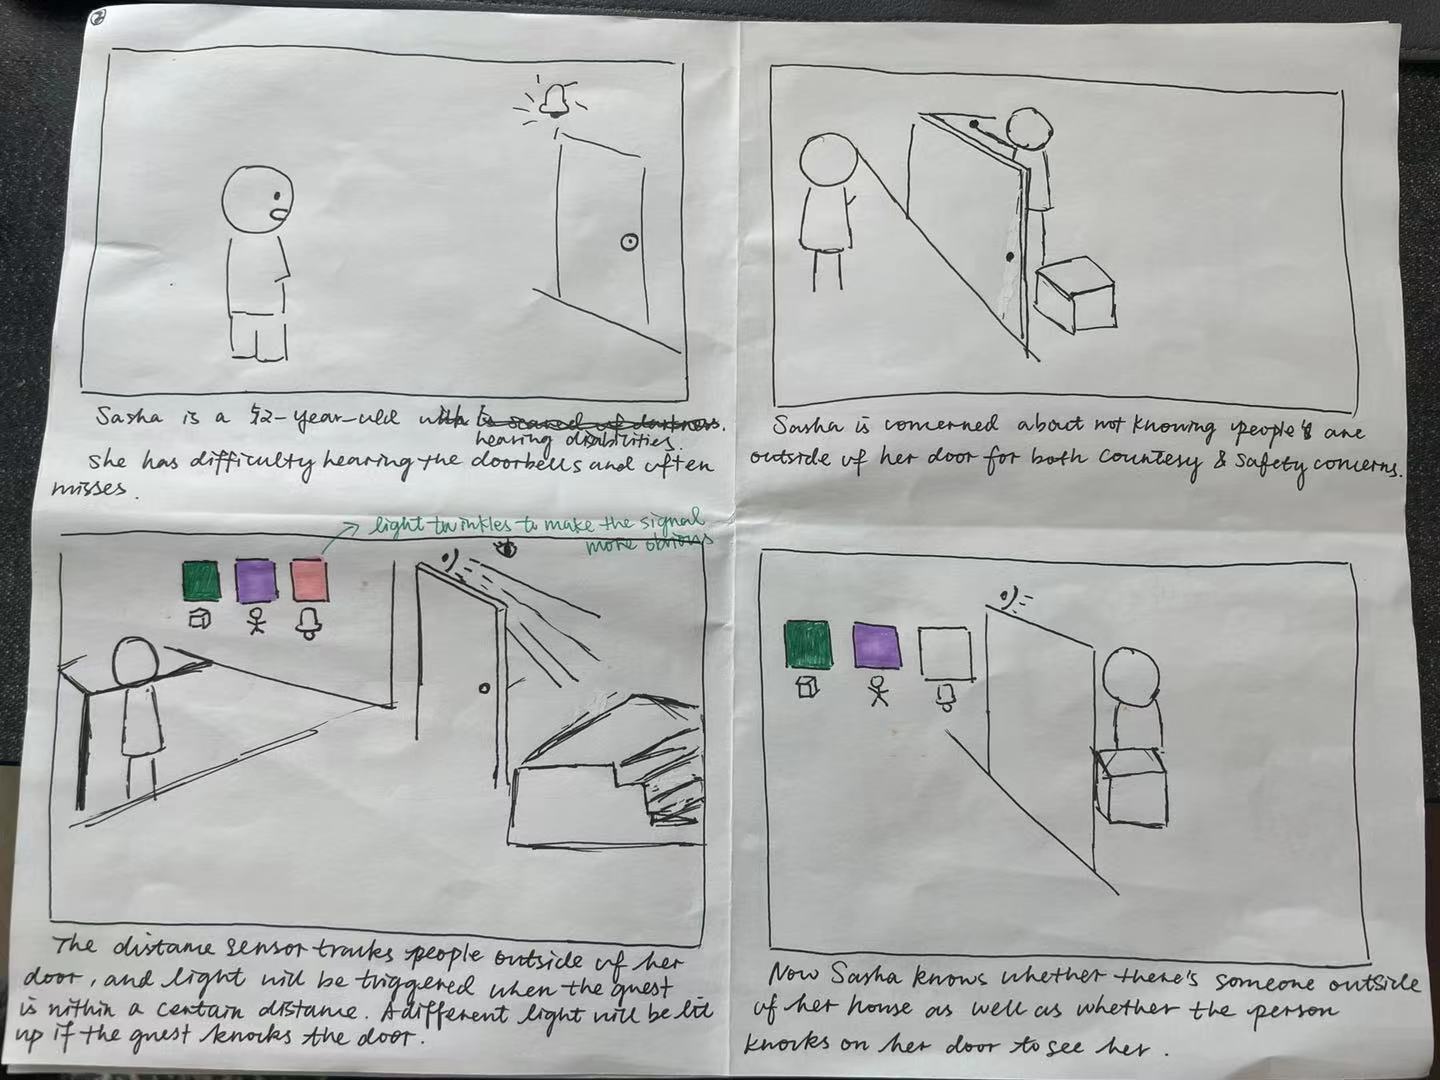 ②
Sasha is a 52-year-old with is scared of darkness.
hearing disabilities.
She has difficulty hearing the doorbells and often
misses.
Sasha is concerned about not knowing people's are
outside of her door for both Courtesy & Safety concerns.
light twinkles to make the signal
more obvious
The distance sensor tracks people outside of her
door, and light will be triggered when the guest
is within a certain distance. A different light will be lit
up if the guest knocks the door.
Now Sasha knows whether there's someone outside
of her house as well as whether the person
knocks on her door to see her.